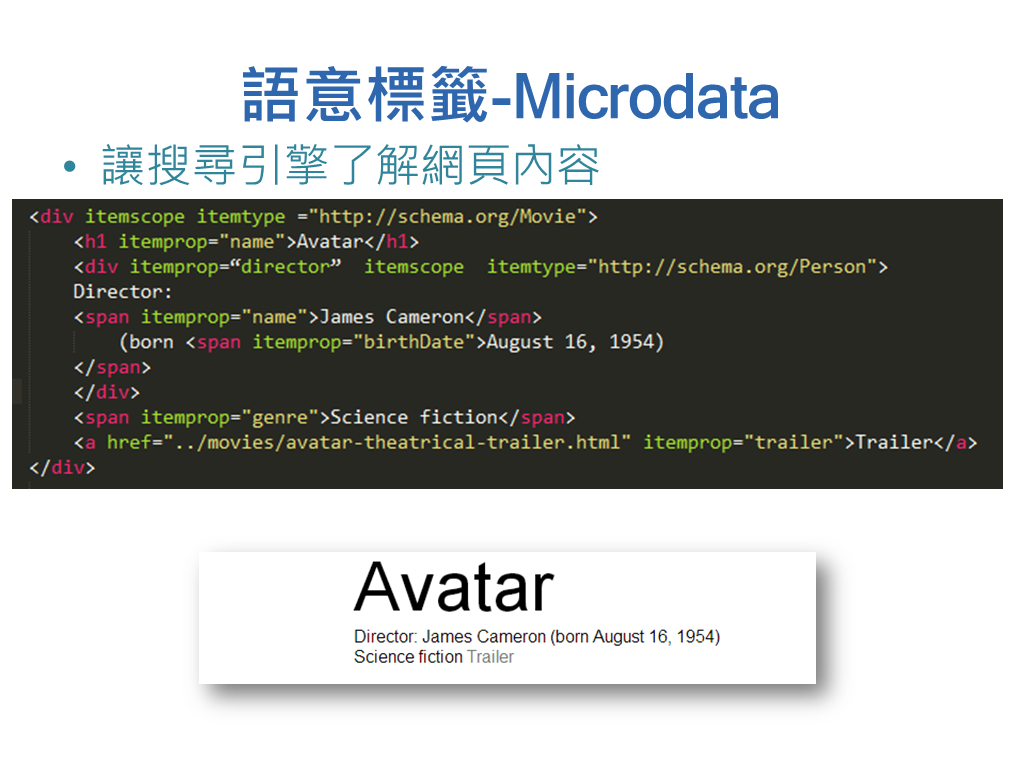 語意標籤-Microdata
• 讓搜尋引擎了解網頁內容
<div itemscope itemtype ="http://schema.org/Movie">
    <h1 itemprop="name">Avatar</h1>
    <div itemprop=“director”  itemscope  itemtype="http://schema.org/Person">
    Director:
    <span itemprop="name">James Cameron</span>
        (born <span itemprop="birthDate">August 16, 1954)
    </span>
    </div>
    <span itemprop="genre">Science fiction</span>
    <a href="../movies/avatar-theatrical-trailer.html" itemprop="trailer">Trailer</a>
</div>
Avatar
Director: James Cameron (born August 16, 1954)
Science fiction Trailer